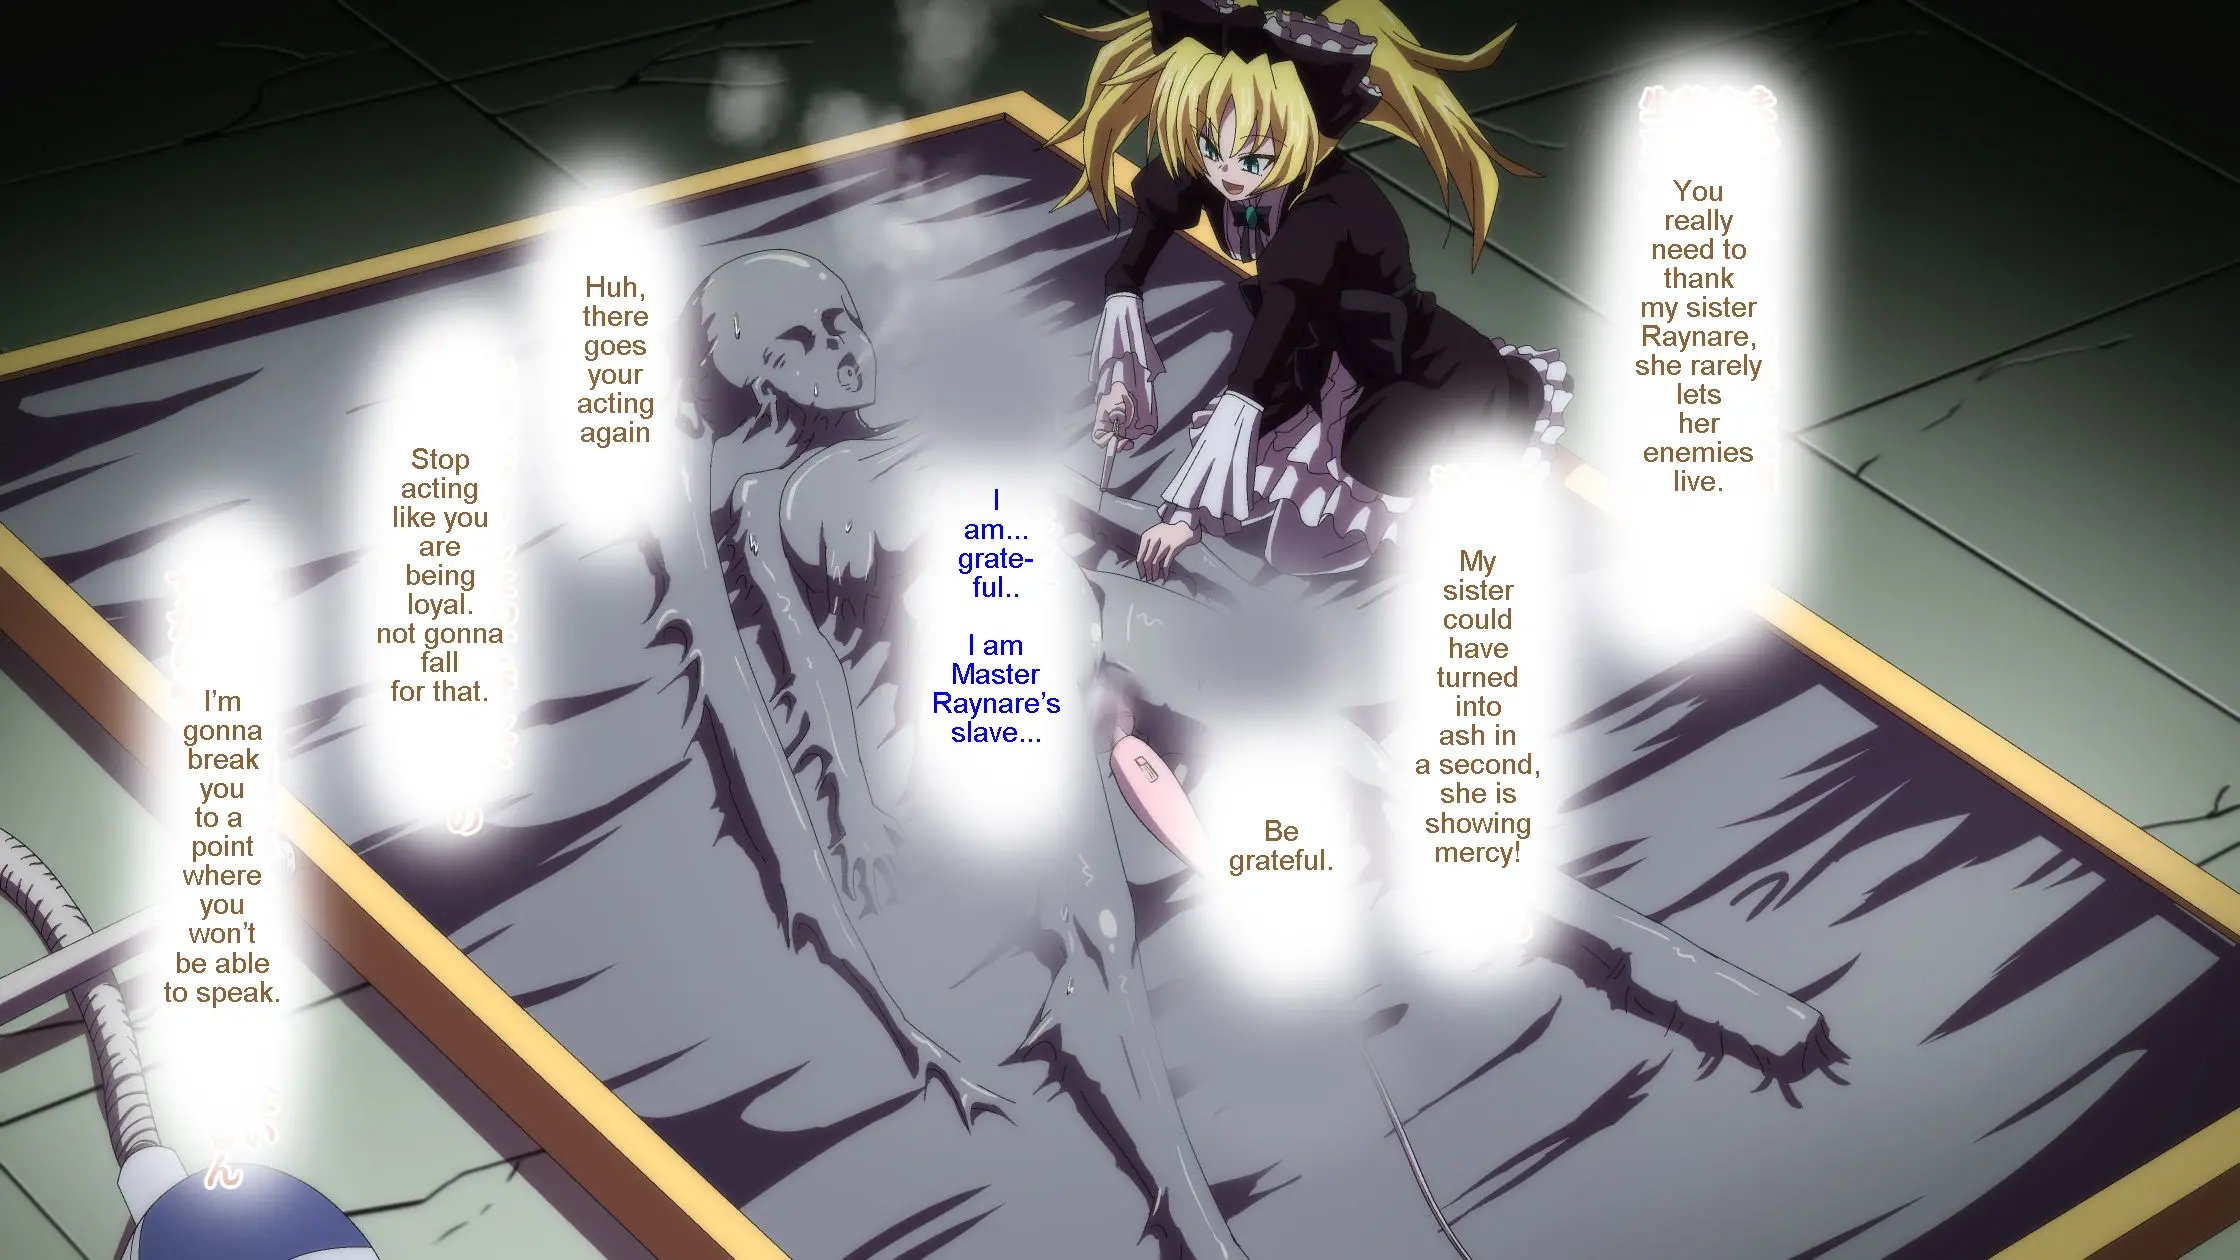 You
really
need to
thank
my sister
Raynare,
she rarely
lets
her
enemies
live.
My
sister
could
have
turned
into
ash in
a second,
she is
showing
mercy!
Be
grateful.
I
am...
grate-
ful..
I am
Master
Raynare’s
slave...
Huh,
there
goes
your
acting
again
Stop
acting
like you
are
being
loyal.
not gonna
fall
for that.
I’m
gonna
break
you
to a
point
where
you
won’t
be able
to speak.